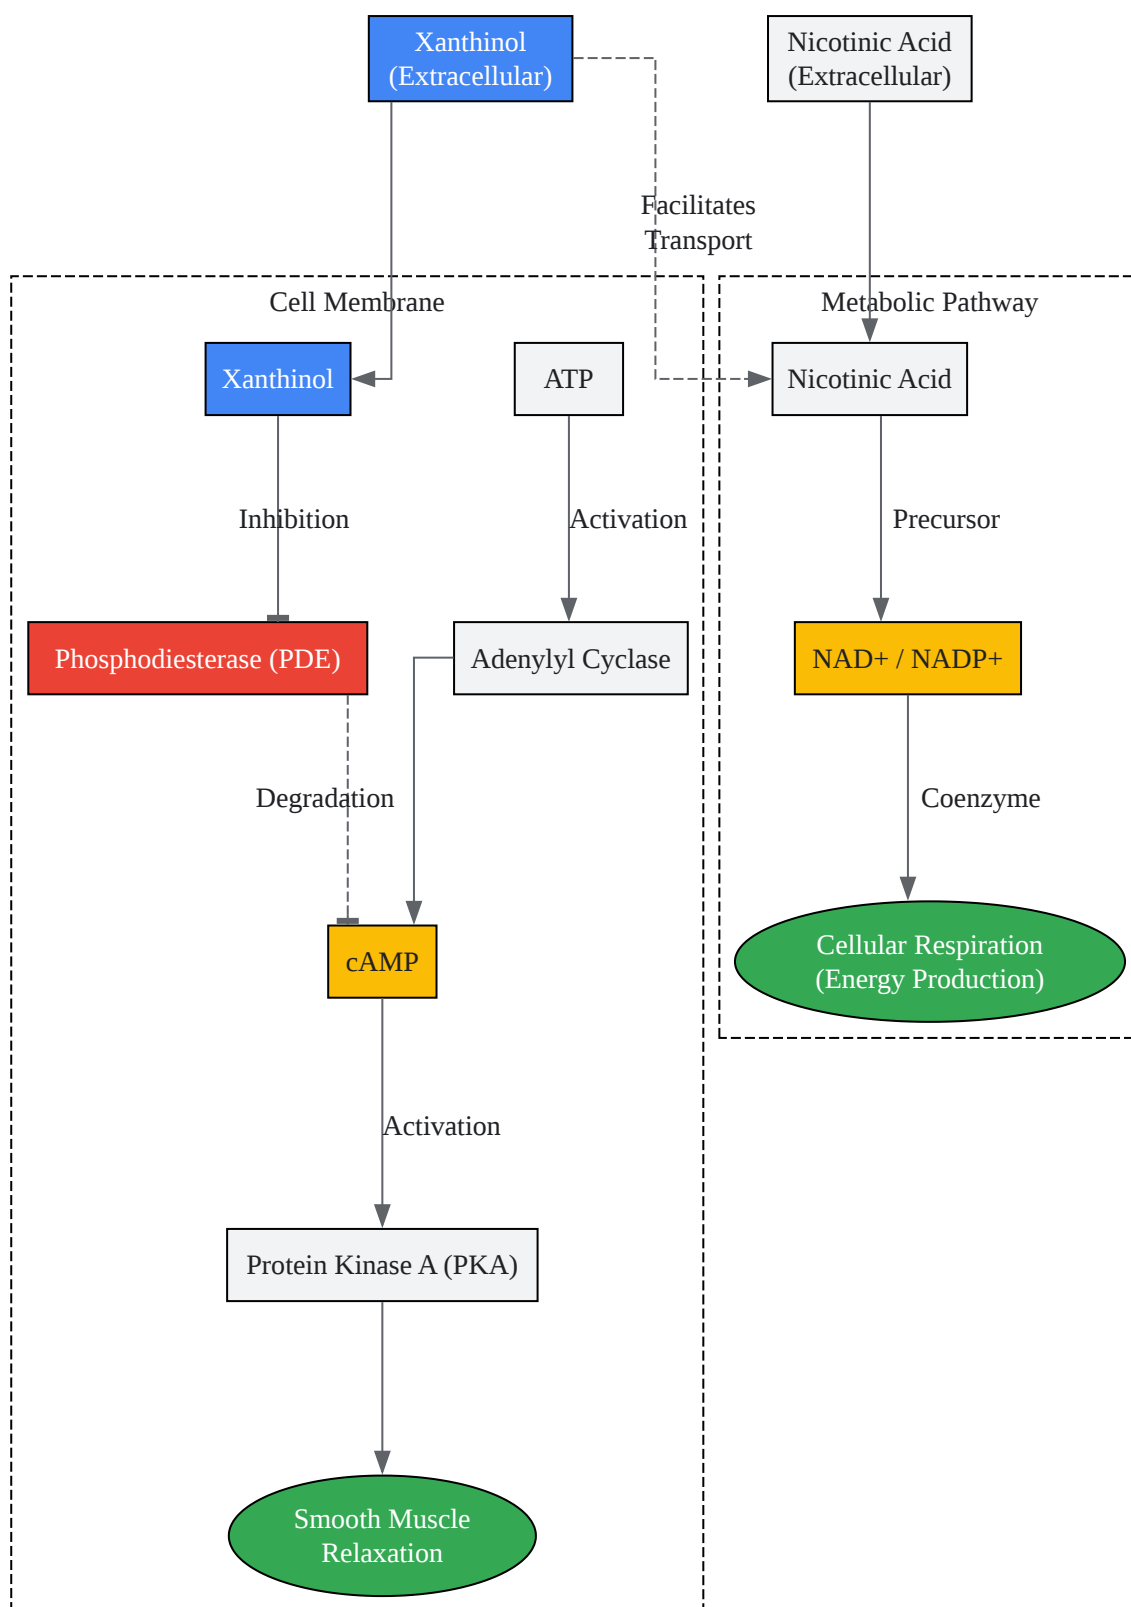 Xanthinol
(Extracellular)
Nicotinic Acid
(Extracellular)
Facilitates
Transport
Cell Membrane
Metabolic Pathway
Xanthinol
ATP
Nicotinic Acid
Inhibition
Activation
Precursor
Phosphodiesterase (PDE)
Adenylyl Cyclase
NAD+ / NADP+
Degradation
Coenzyme
cAMP
Cellular Respiration
(Energy Production)
Activation
Protein Kinase A (PKA)
Smooth Muscle
Relaxation